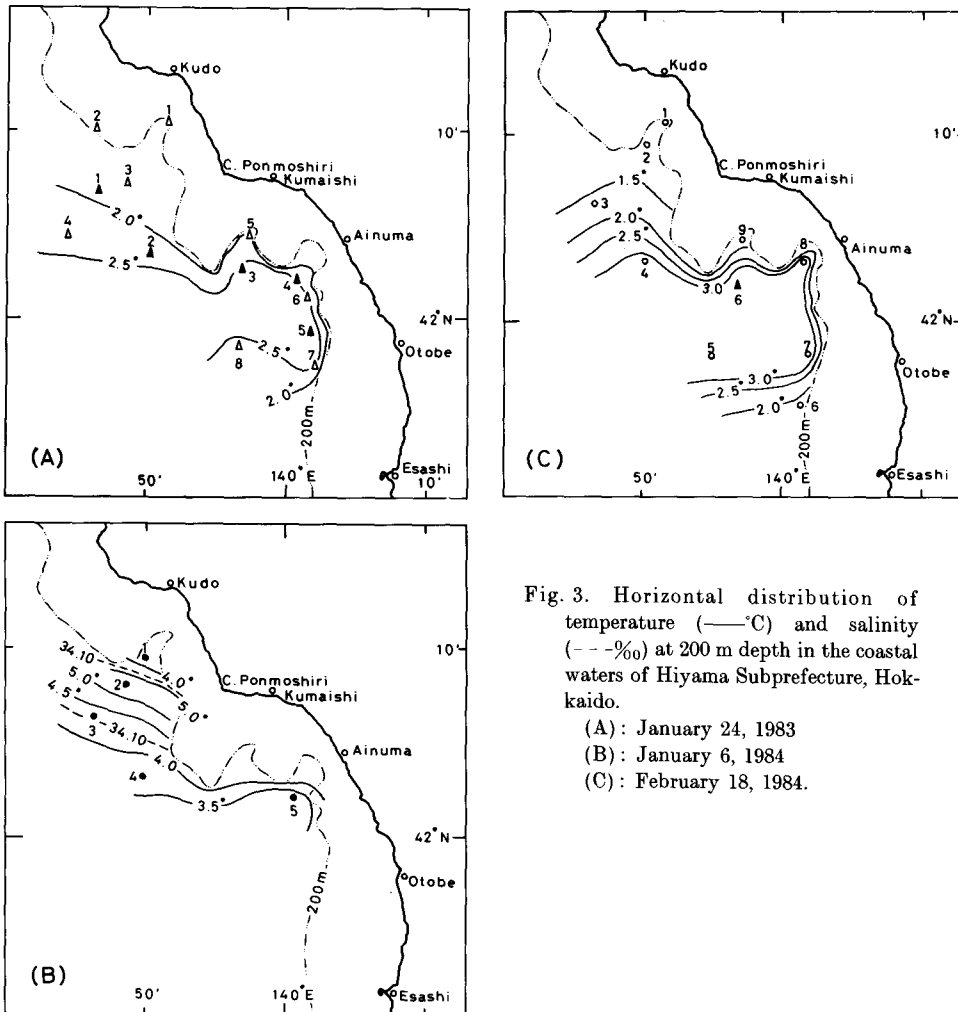 Kudo
1
2
10'
3
C. Ponmoshiri
Kumaishi
1
2.0°
4
5
Ainuma
2
2.5°
3
4
6
42°N
5
2.5°
7
Otobe
8
2.0°
200m
(A)
Esashi
50'
140°E
10'
Kudo
1
10'
2
C. Ponmoshiri
Kumaishi
1.5°
3
2.0°
9
8
Ainuma
2.5°
4
3.0
6
42°N
5
7
Otobe
3.0°
2.5°
2.0°
6
200m
(C)
Esashi
50'
140°E
Kudo
1
10'
34.10
4.0°
C. Ponmoshiri
5.0°
2
Kumaishi
5.0°
4.5°
3
34.10
Ainuma
4.0
4
3.5°
5
42°N
Otobe
200m
(B)
Esashi
50'
140°E
Fig. 3. Horizontal distribution of
temperature (——°C) and salinity
(---‰) at 200 m depth in the coastal
waters of Hiyama Subprefecture, Hok-
kaido.
(A): January 24, 1983
(B): January 6, 1984
(C): February 18, 1984.